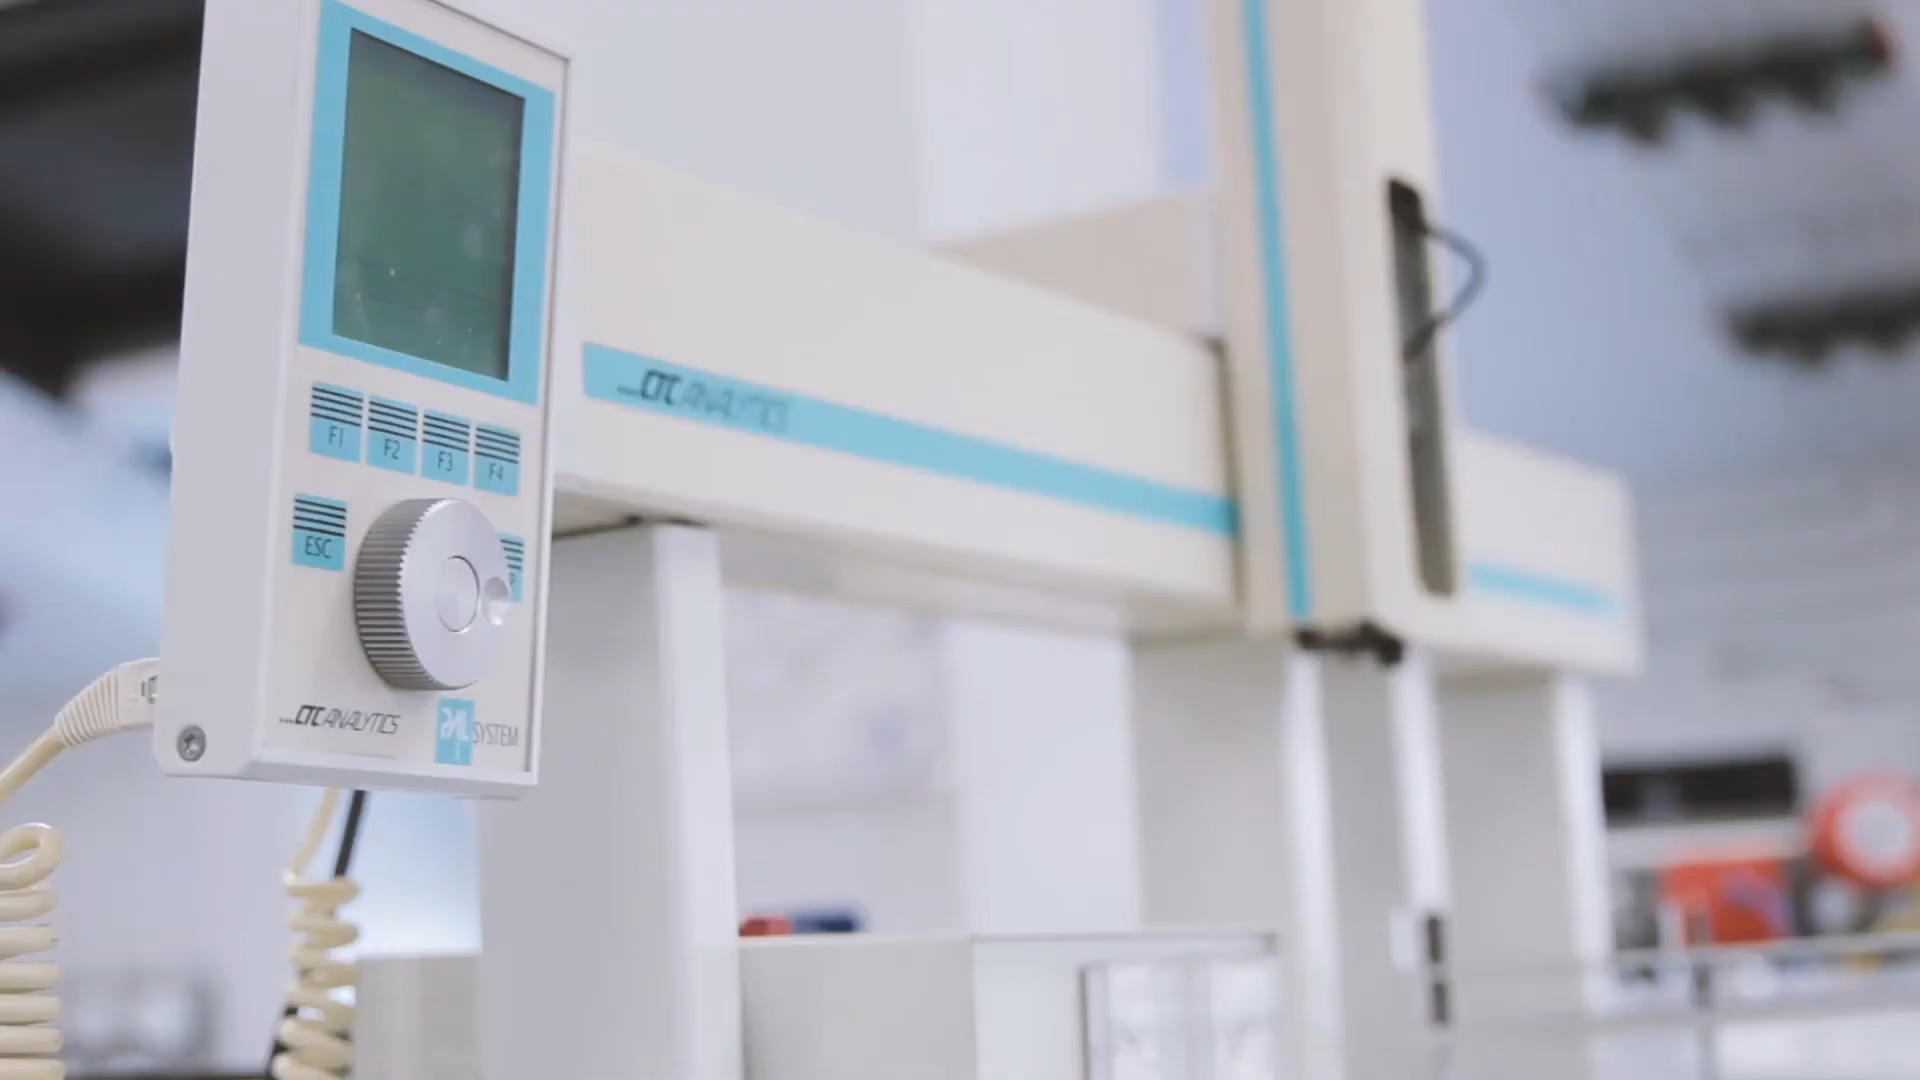 F1 F2 F3 F4
ESC
CTC ANALYTICS
PAL SYSTEM
CTC ANALYTICS